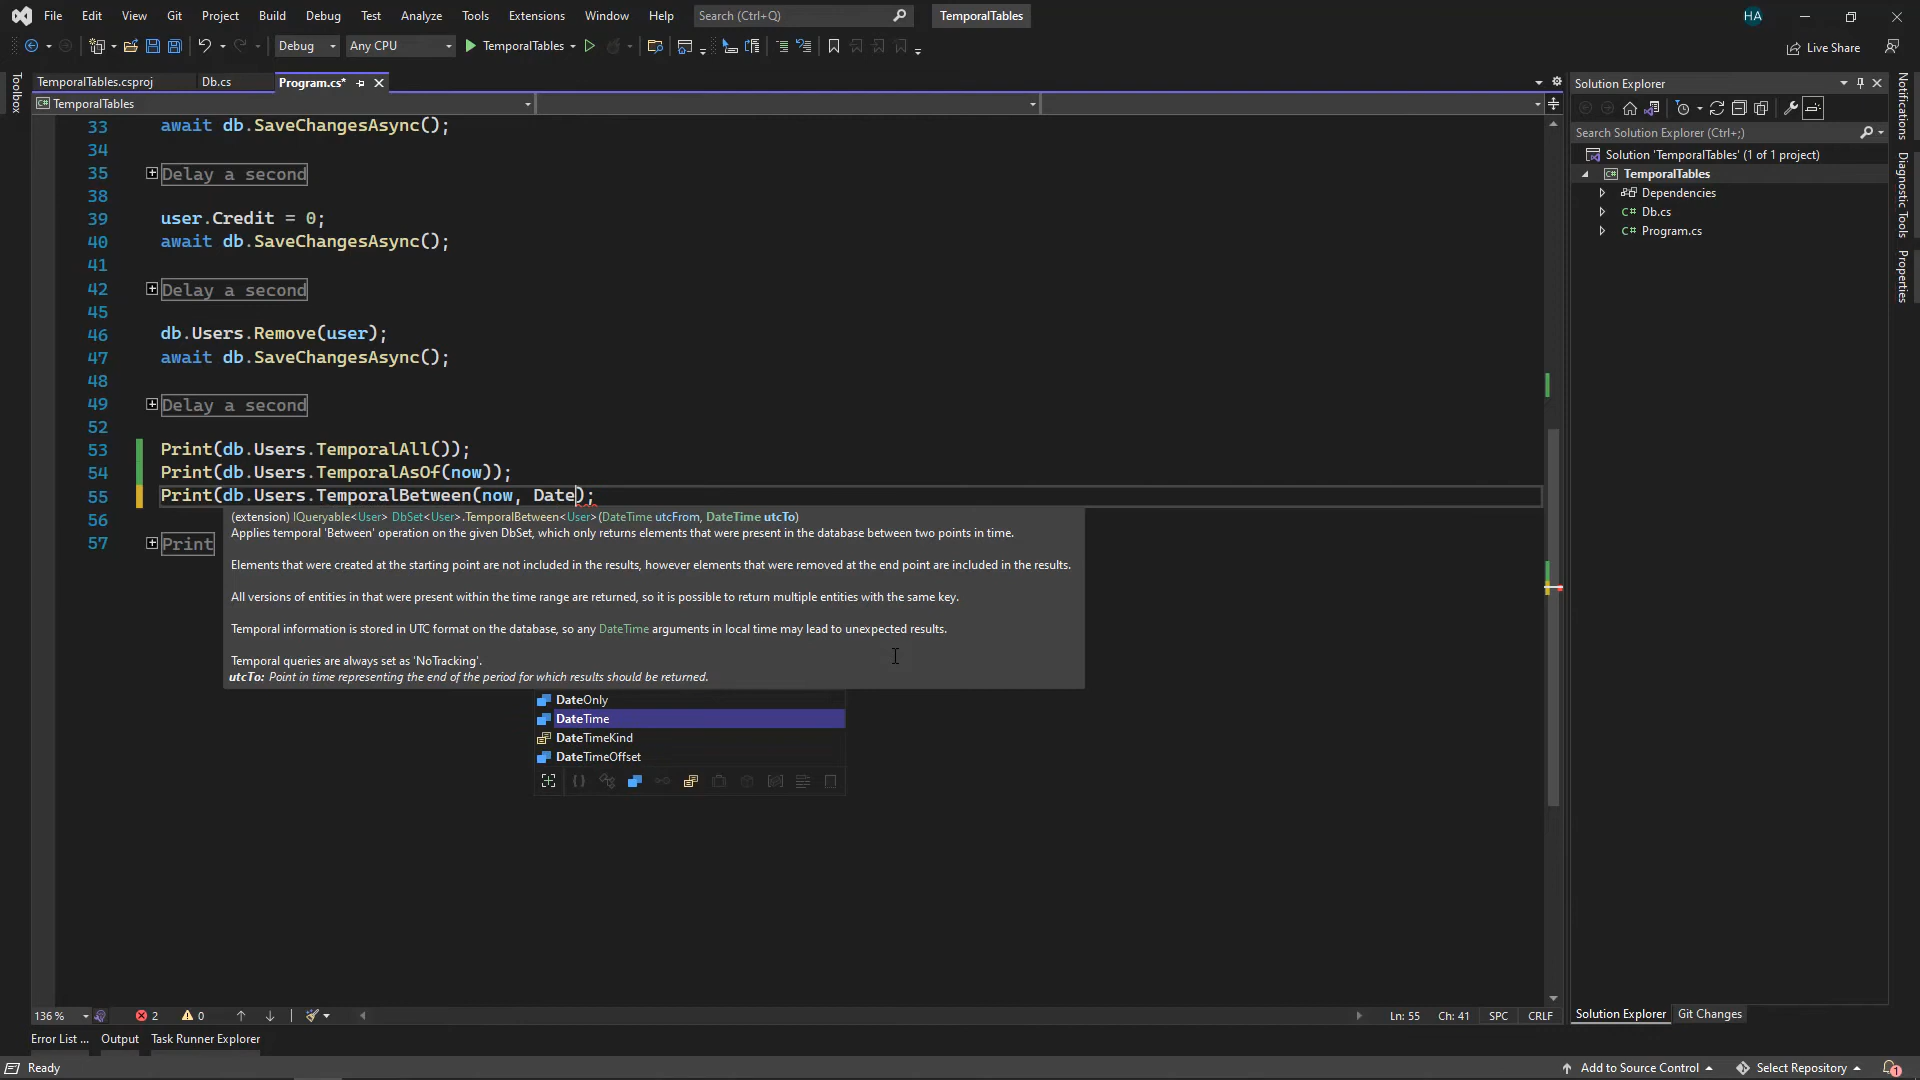 File Edit View Git Project Build Debug Test Analyze Tools Extensions Window Help Search (Ctrl+Q) TemporalTables HA
Debug Any CPU TemporalTables Live Share
Toolbox
TemporalTables.csproj Db.cs Program.cs*
TemporalTables
33 await db.SaveChangesAsync();
34
35 Delay a second
38
39 user.Credit = 0;
40 await db.SaveChangesAsync();
41
42 Delay a second
45
46 db.Users.Remove(user);
47 await db.SaveChangesAsync();
48
49 Delay a second
52
53 Print(db.Users.TemporalAll());
54 Print(db.Users.TemporalAsOf(now));
55 Print(db.Users.TemporalBetween(now, Date);
56
57 Print
(extension) IQueryable<User> DbSet<User>.TemporalBetween<User>(DateTime utcFrom, DateTime utcTo)
Applies temporal 'Between' operation on the given DbSet, which only returns elements that were present in the database between two points in time.
Elements that were created at the starting point are not included in the results, however elements that were removed at the end point are included in the results.
All versions of entities in that were present within the time range are returned, so it is possible to return multiple entities with the same key.
Temporal information is stored in UTC format on the database, so any DateTime arguments in local time may lead to unexpected results.
Temporal queries are always set as 'NoTracking'.
utcTo: Point in time representing the end of the period for which results should be returned.
DateOnly
DateTime
DateTimeKind
DateTimeOffset
136 % 2 0 Ln: 55 Ch: 41 SPC CRLF
Error List ... Output Task Runner Explorer
Solution Explorer
Search Solution Explorer (Ctrl+;)
Solution 'TemporalTables' (1 of 1 project)
TemporalTables
Dependencies
C# Db.cs
C# Program.cs
Solution Explorer Git Changes
Notifications
Diagnostic Tools
Properties
Ready Add to Source Control Select Repository 1